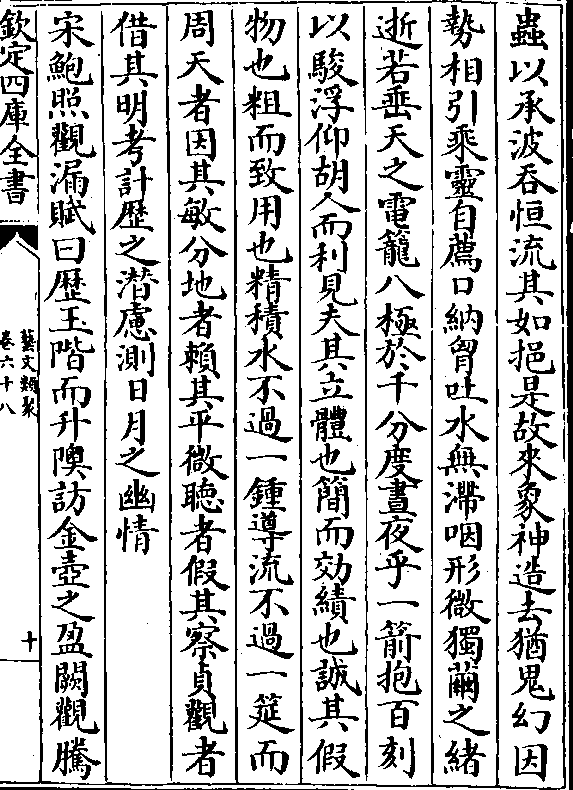 蟲以承波吞恒流其如挹是故來象神造去猶鬼幻因
勢相引乘靈自薦口納胷吐水無滯咽形微獨繭之緒
逝若垂天之電籠八極於千分度晝夜乎一箭抱百刻
以駿浮仰胡人而利見夫其立體也簡而効績也誠其假
物也粗而致用也精積水不過一鍾導流不過一筳而
周天者因其敏分地者賴其平微聽者假其察貞觀者
借其明考計歴之潛慮測日月之幽情
宋鮑照觀漏賦曰歴玉階而升隩訪金壺之盈闕觀騰
欽定四庫全書
藝文類聚
卷六十八
十